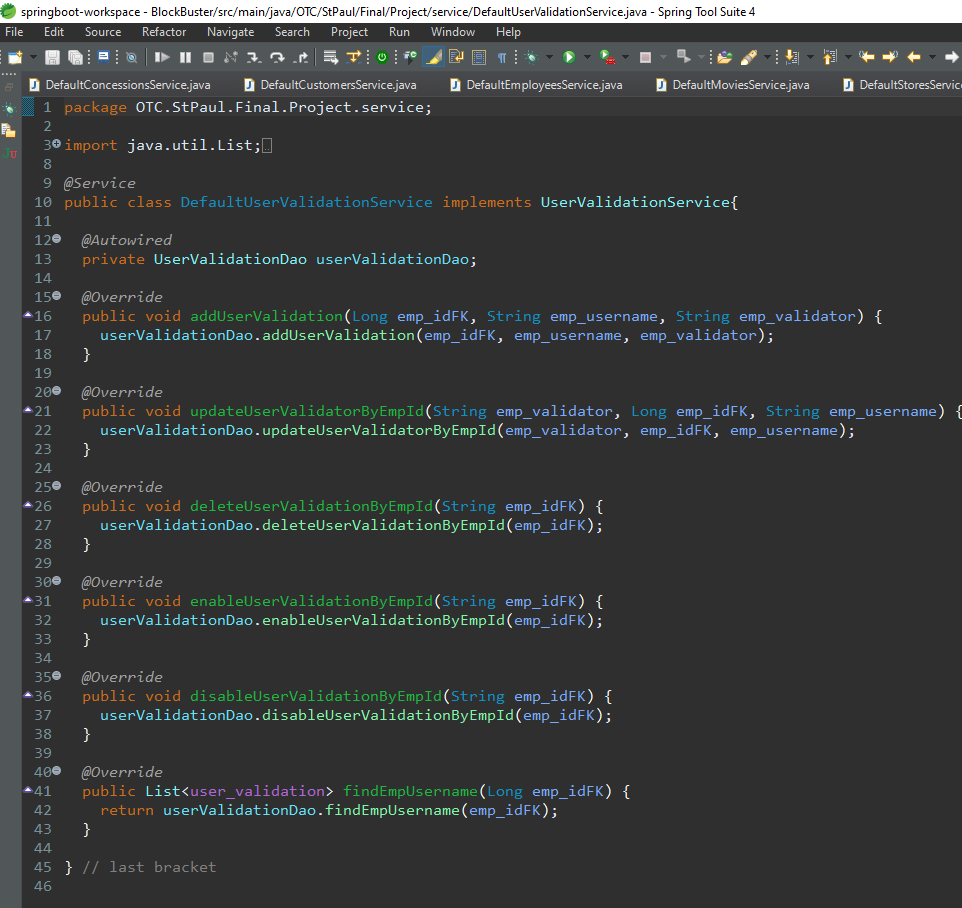 springboot-workspace - BlockBuster/src/main/java/OTC/StPaul/Final/Project/service/DefaultUserValidationService.java - Spring Tool Suite 4
File Edit Source Refactor Navigate Search Project Run Window Help
DefaultConcessionsService.java DefaultCustomersService.java DefaultEmployeesService.java DefaultMoviesService.java DefaultStoresServic
1 package OTC.StPaul.Final.Project.service;
2
3 import java.util.List;
8
9 @Service
10 public class DefaultUserValidationService implements UserValidationService{
11
12 @Autowired
13 private UserValidationDao userValidationDao;
14
15 @Override
16 public void addUserValidation(Long emp_idFK, String emp_username, String emp_validator) {
17 userValidationDao.addUserValidation(emp_idFK, emp_username, emp_validator);
18 }
19
20 @Override
21 public void updateUserValidatorByEmpId(String emp_validator, Long emp_idFK, String emp_username) {
22 userValidationDao.updateUserValidatorByEmpId(emp_validator, emp_idFK, emp_username);
23 }
24
25 @Override
26 public void deleteUserValidationByEmpId(String emp_idFK) {
27 userValidationDao.deleteUserValidationByEmpId(emp_idFK);
28 }
29
30 @Override
31 public void enableUserValidationByEmpId(String emp_idFK) {
32 userValidationDao.enableUserValidationByEmpId(emp_idFK);
33 }
34
35 @Override
36 public void disableUserValidationByEmpId(String emp_idFK) {
37 userValidationDao.disableUserValidationByEmpId(emp_idFK);
38 }
39
40 @Override
41 public List<user_validation> findEmpUsername(Long emp_idFK) {
42 return userValidationDao.findEmpUsername(emp_idFK);
43 }
44
45 } // last bracket
46